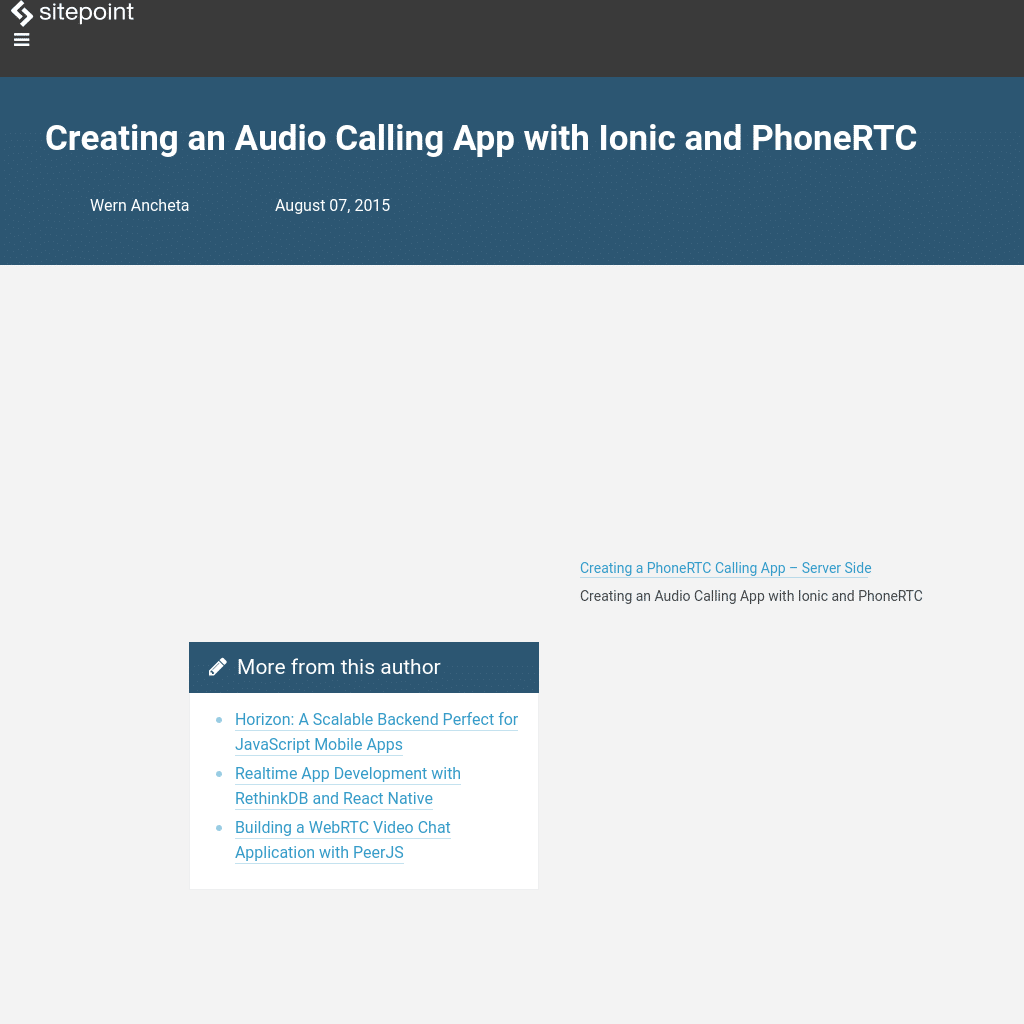 sitepoint
Creating an Audio Calling App with Ionic and PhoneRTC
Wern Ancheta
August 07, 2015
Creating a PhoneRTC Calling App – Server Side
Creating an Audio Calling App with Ionic and PhoneRTC
More from this author
Horizon: A Scalable Backend Perfect for
JavaScript Mobile Apps
Realtime App Development with
RethinkDB and React Native
Building a WebRTC Video Chat
Application with PeerJS